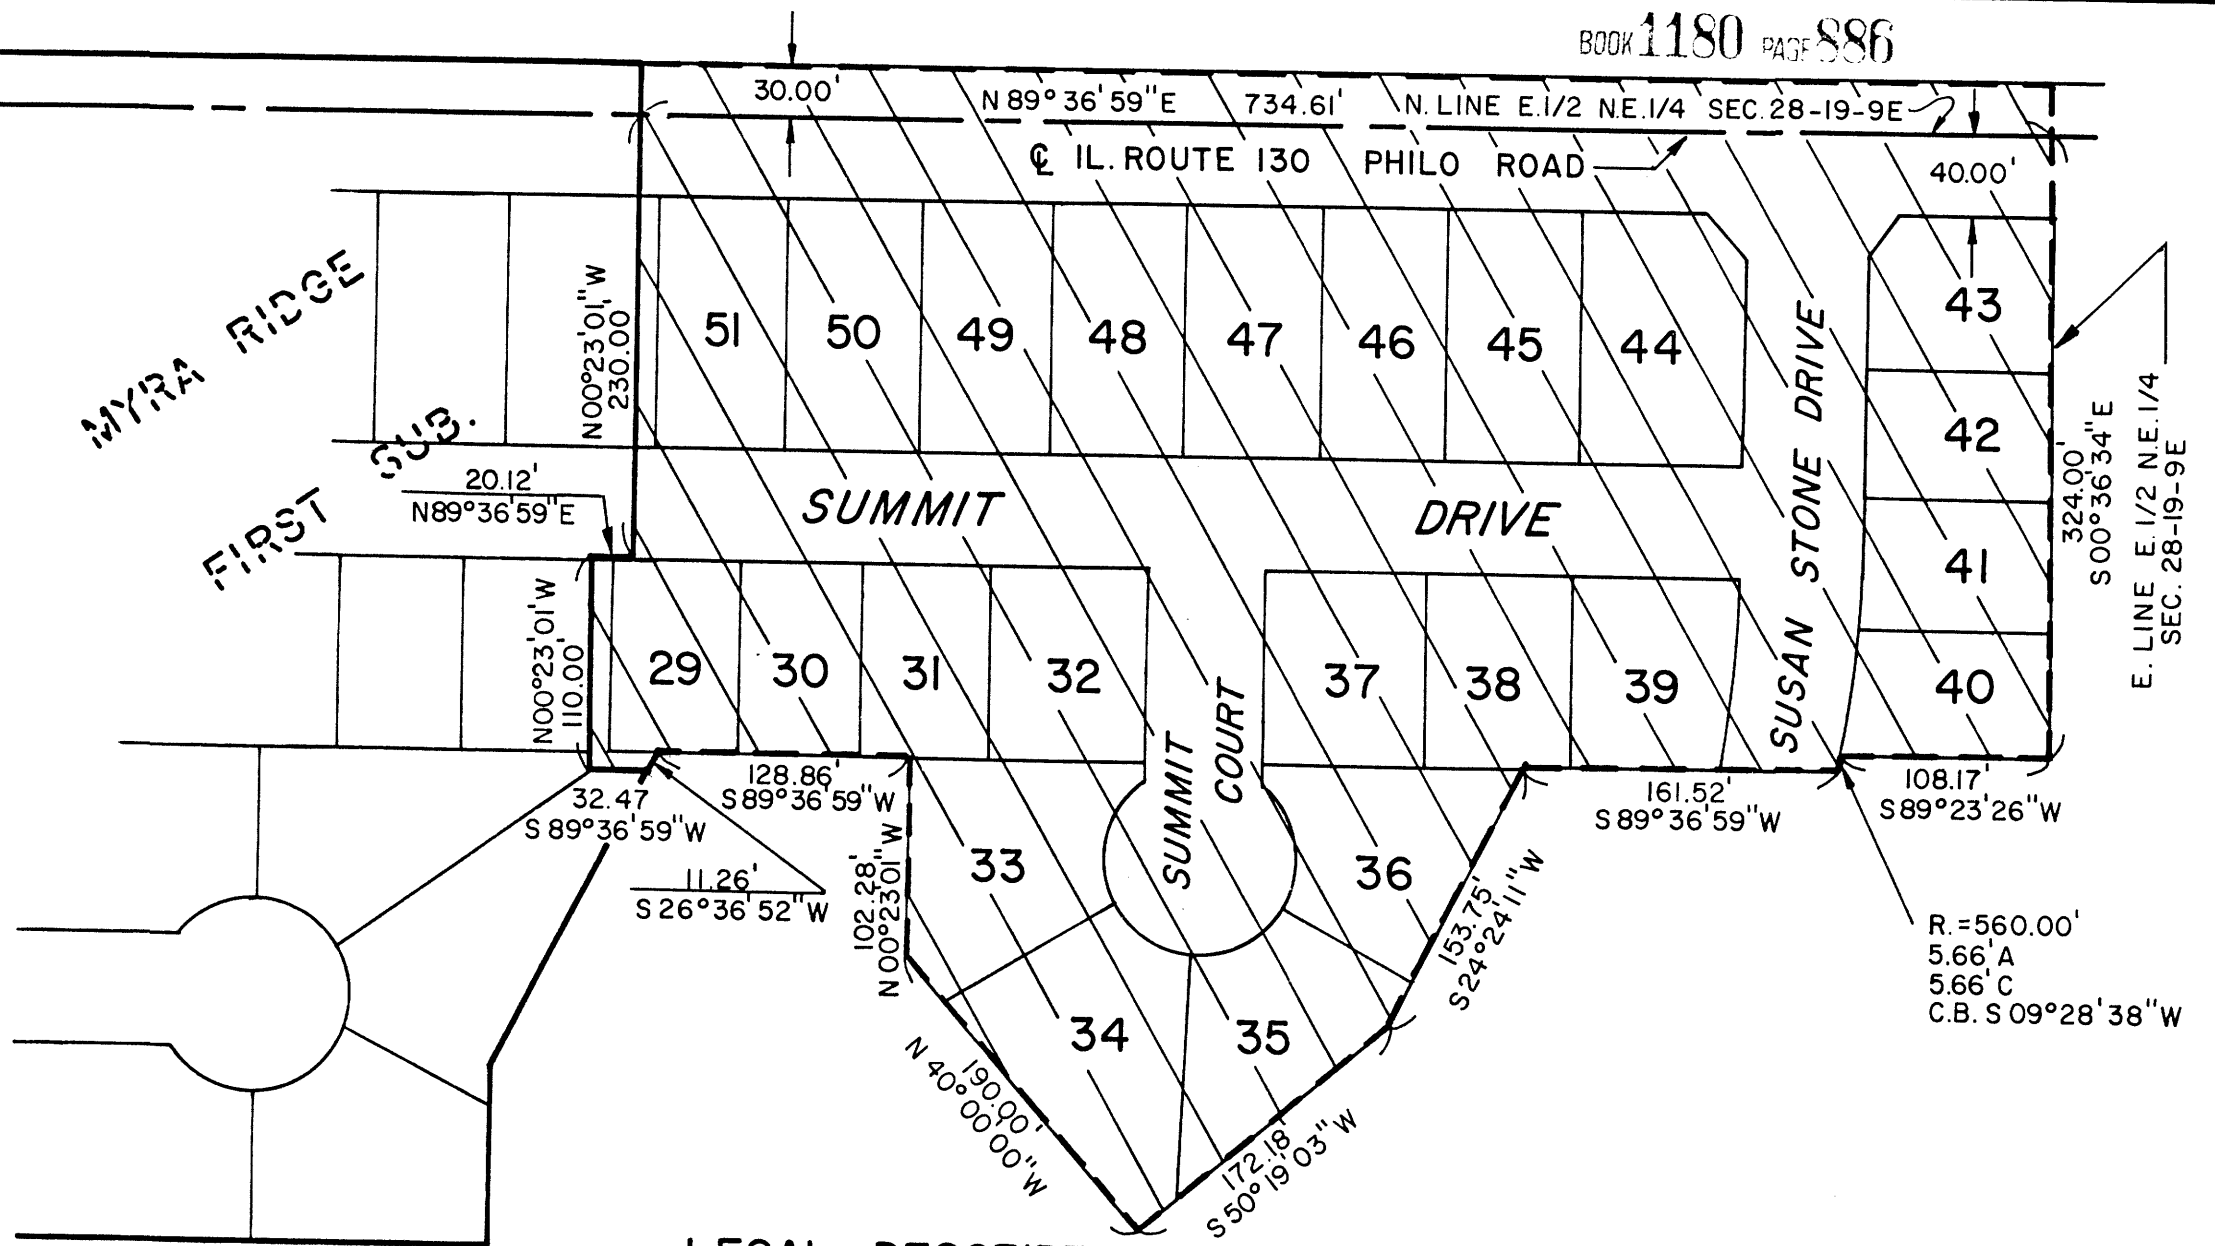 BOOK 1180 PAGE 886
30.00'
N 89°36'59"E 734.61' N. LINE E.1/2 N.E.1/4 SEC. 28-19-9E
℄ IL. ROUTE 130 PHILO ROAD
40.00'
MYRA RIDGE
FIRST SUB.
N00°23'01"W
230.00
51
50
49
48
47
46
45
44
43
42
41
40
SUSAN STONE DRIVE
324.00'
S00°36'34"E
E. LINE E.1/2 N.E.1/4
SEC. 28-19-9E
20.12'
N89°36'59"E
SUMMIT DRIVE
N00°23'01"W
110.00'
29
30
31
32
37
38
39
SUMMIT
COURT
32.47
S89°36'59"W
128.86'
S89°36'59"W
11.26'
S26°36'52"W
102.28'
N00°23'01"W
33
34
35
36
190.00'
N 40°00'00"W
172.18'
S50°19'03"W
153.75'
S24°24'11"W
161.52'
S89°36'59"W
108.17'
S89°23'26"W
R.=560.00'
5.66'A
5.66'C
C.B. S 09°28'38"W
LEGAL